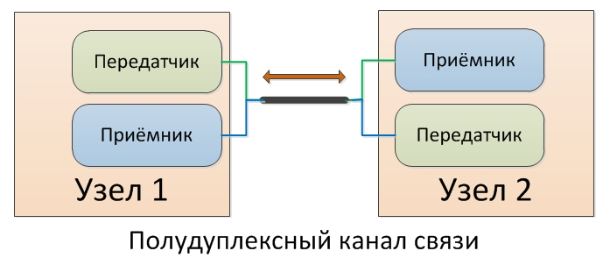 Передатчик
Приёмник
Узел 1
Приёмник
Передатчик
Узел 2
Полудуплексный канал связи